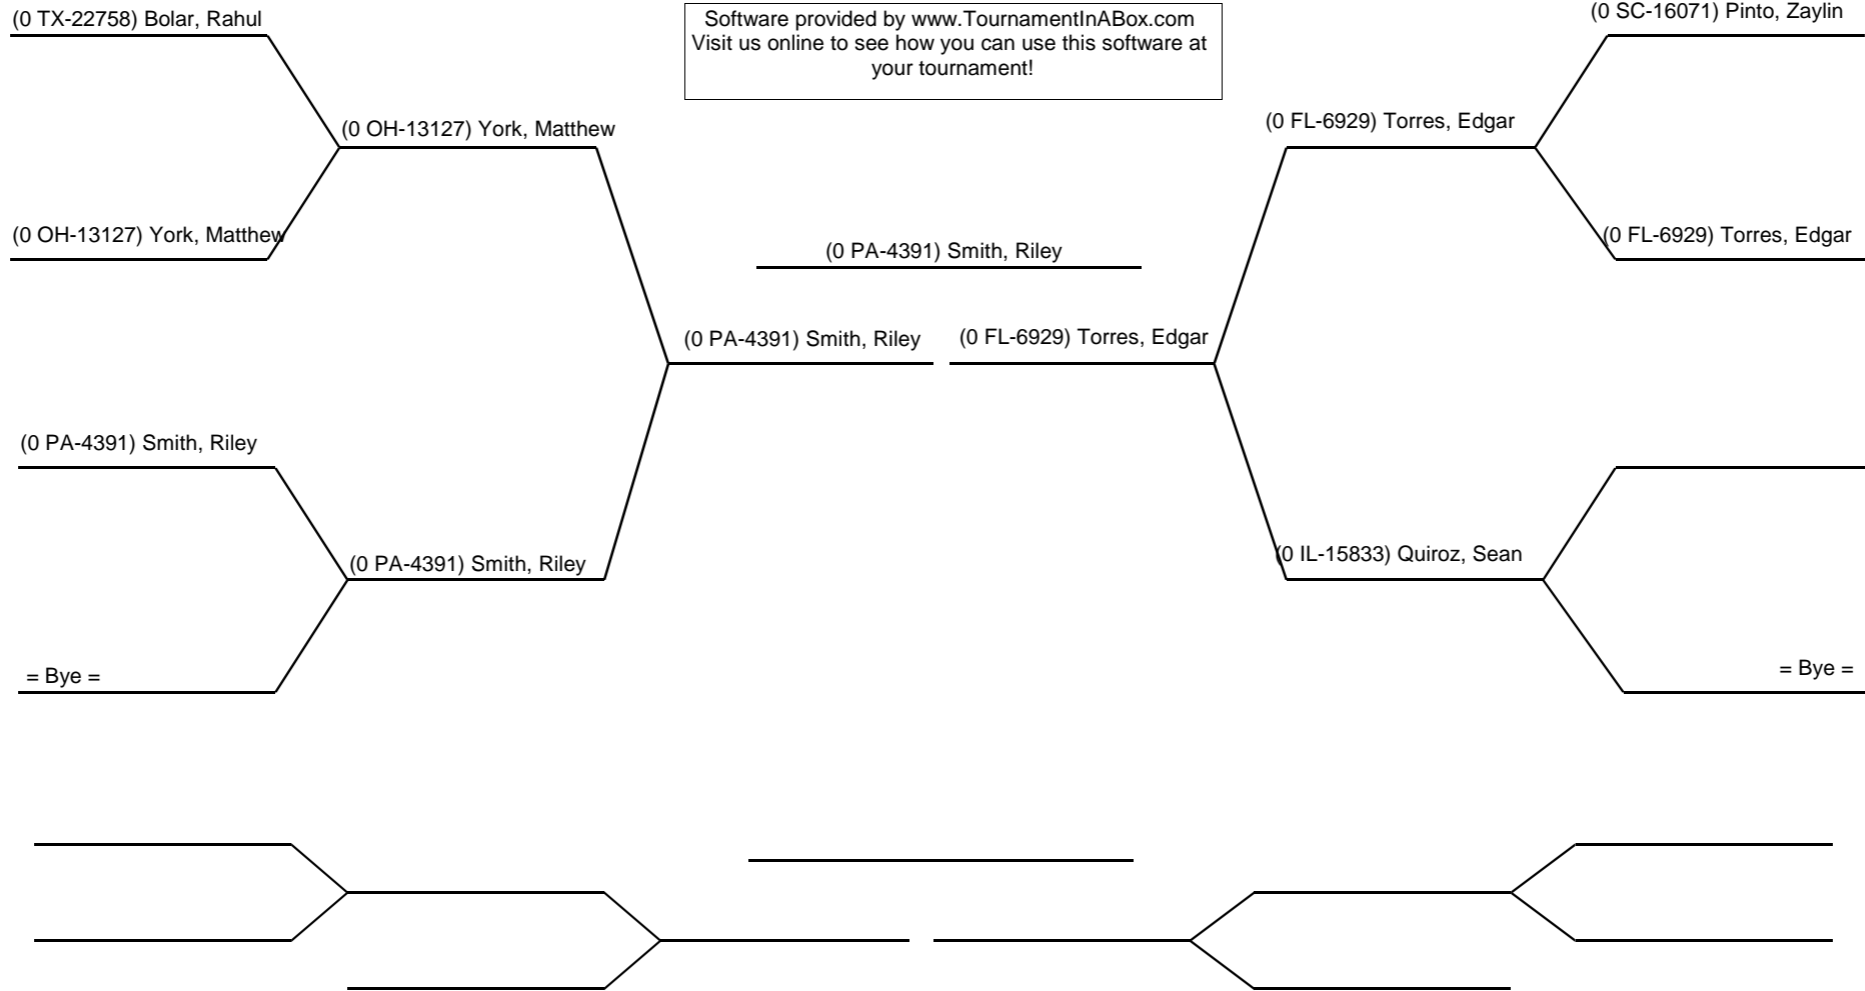 (0 TX-22758) Bolar, Rahul
Software provided by www.TournamentInABox.com
Visit us online to see how you can use this software at
your tournament!
(0 SC-16071) Pinto, Zaylin
(0 OH-13127) York, Matthew
(0 FL-6929) Torres, Edgar
(0 OH-13127) York, Matthew
(0 PA-4391) Smith, Riley
(0 FL-6929) Torres, Edgar
(0 PA-4391) Smith, Riley
(0 FL-6929) Torres, Edgar
(0 PA-4391) Smith, Riley
(0 PA-4391) Smith, Riley
(0 IL-15833) Quiroz, Sean
= Bye =
= Bye =